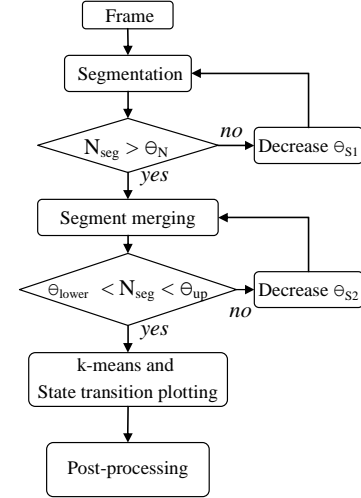 Frame
Segmentation
N_seg > Θ_N
no
Decrease Θ_S1
yes
Segment merging
Θ_lower < N_seg < Θ_up
no
Decrease Θ_S2
yes
k-means and
State transition plotting
Post-processing